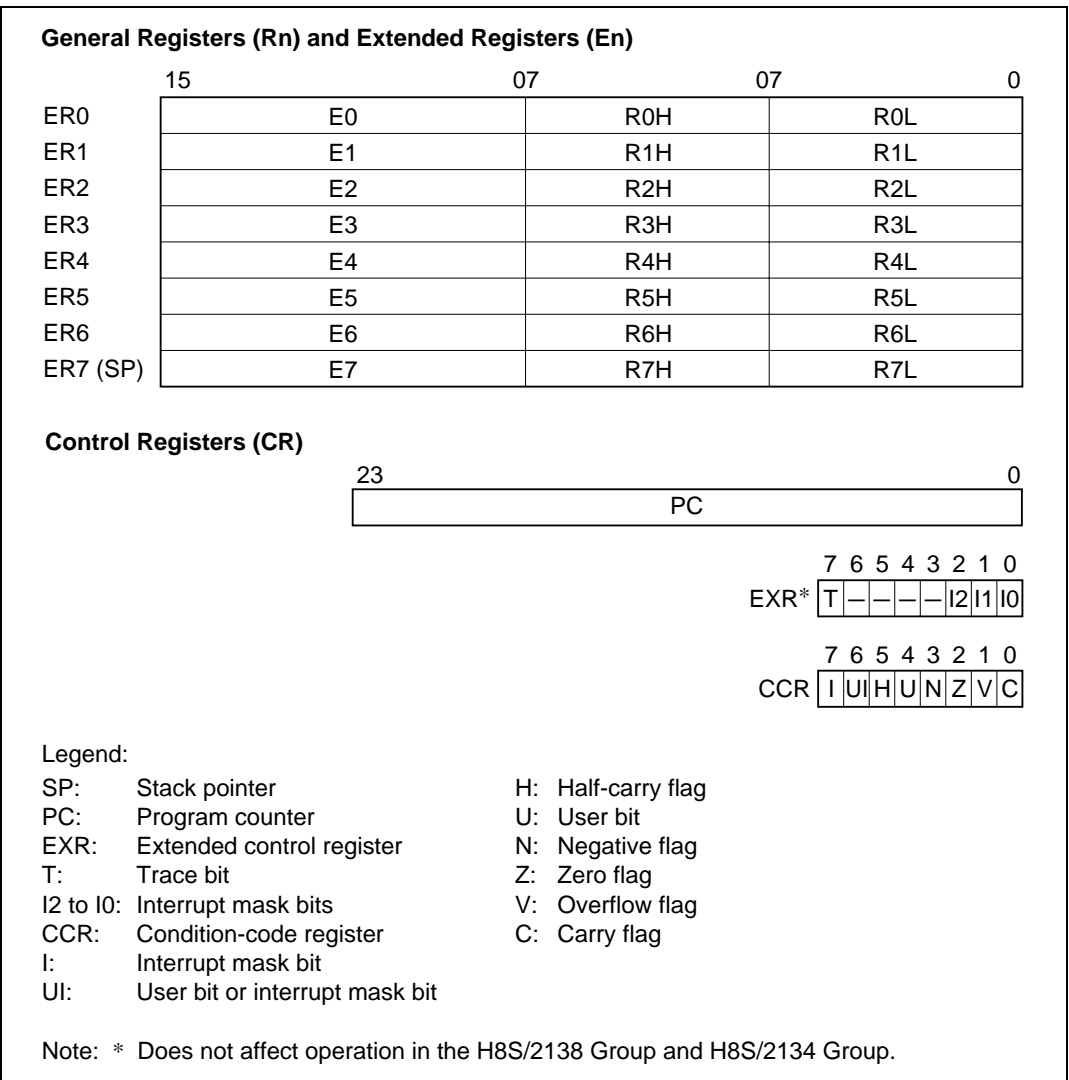 General Registers (Rn) and Extended Registers (En)
15 07 07 0
ER0 E0 R0H R0L
ER1 E1 R1H R1L
ER2 E2 R2H R2L
ER3 E3 R3H R3L
ER4 E4 R4H R4L
ER5 E5 R5H R5L
ER6 E6 R6H R6L
ER7 (SP) E7 R7H R7L
Control Registers (CR)
23 0
PC
7 6 5 4 3 2 1 0
EXR* T — — — — I2 I1 I0
7 6 5 4 3 2 1 0
CCR I UI H U N Z V C
Legend:
SP: Stack pointer H: Half-carry flag
PC: Program counter U: User bit
EXR: Extended control register N: Negative flag
T: Trace bit Z: Zero flag
I2 to I0: Interrupt mask bits V: Overflow flag
CCR: Condition-code register C: Carry flag
I: Interrupt mask bit
UI: User bit or interrupt mask bit
Note: * Does not affect operation in the H8S/2138 Group and H8S/2134 Group.